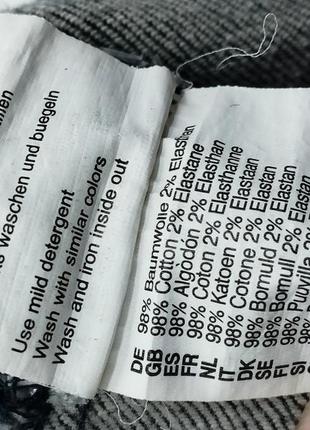 waschen und buegeln
Use mild detergent
Wash with similar colors
Wash and iron inside out
DE 98% Baumwolle 2% Elasthan
GB 98% Cotton 2% Elastane
ES 98% Algodón 2% Elasthan
FR 98% Coton 2% Elasthanne
NL 98% Katoen 2% Elastaan
IT 98% Cotone 2% Elastan
DK 98% Bomuld 2% Elastan
SE 98% Bomull 2% Elastan
FI 98% Puuvilla 2%
SI 98%